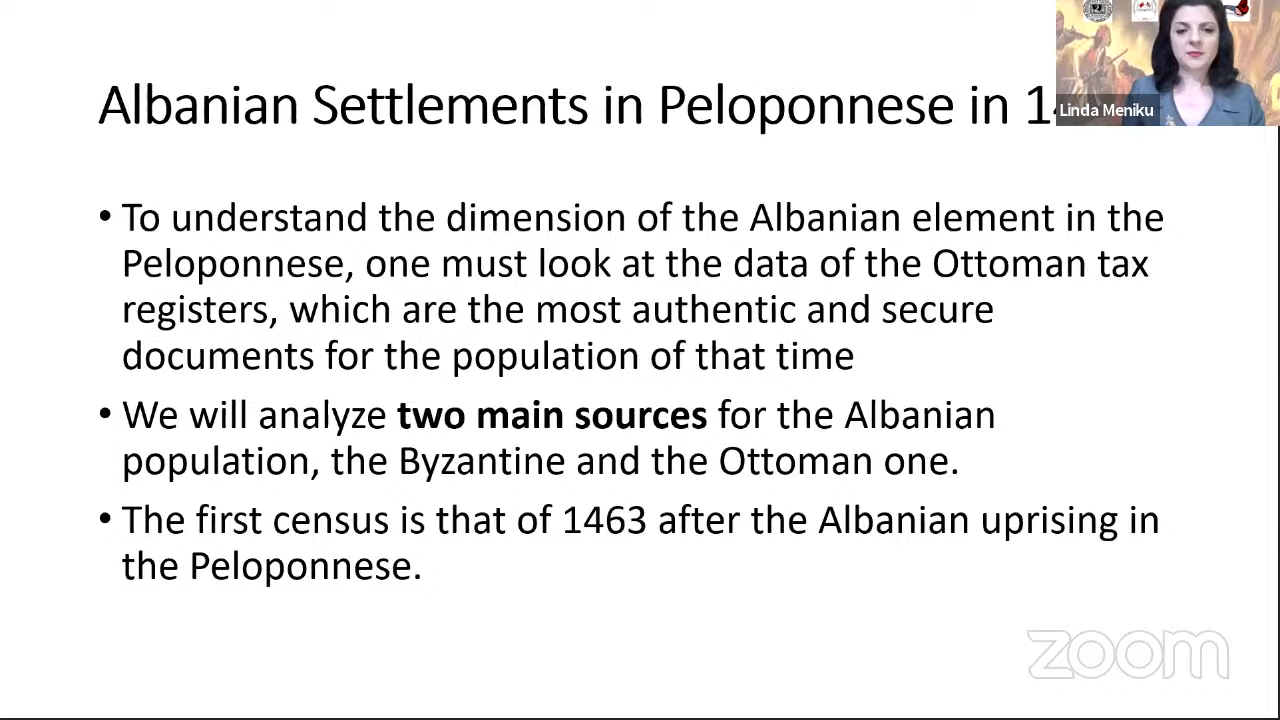 Albanian Settlements in Peloponnese in
Linda Meniku
• To understand the dimension of the Albanian element in the
Peloponnese, one must look at the data of the Ottoman tax
registers, which are the most authentic and secure
documents for the population of that time
• We will analyze two main sources for the Albanian
population, the Byzantine and the Ottoman one.
• The first census is that of 1463 after the Albanian uprising in
the Peloponnese.
zoom